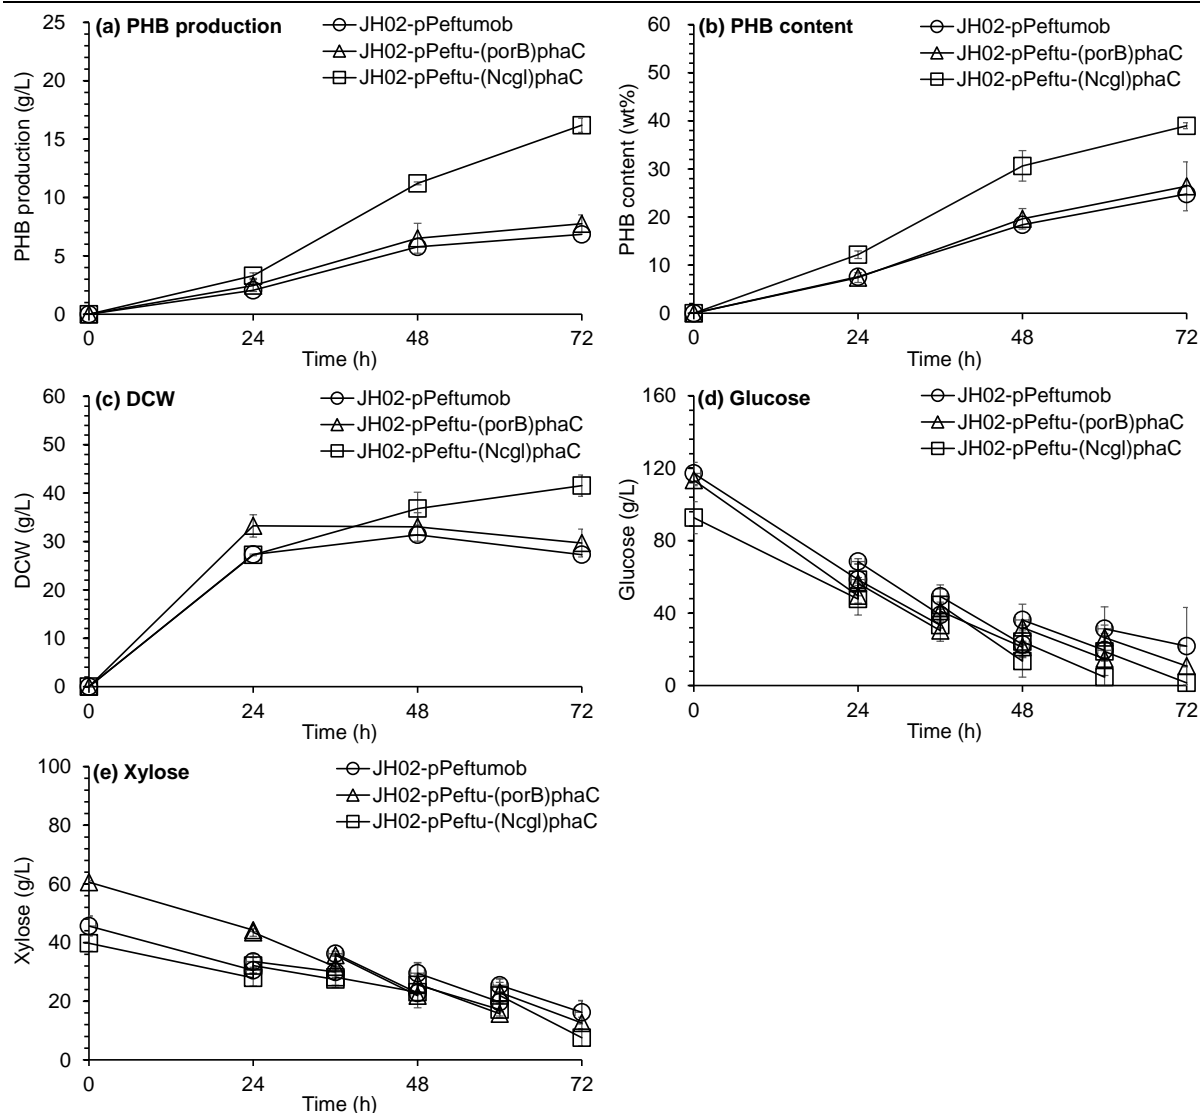 (a) PHB production
JH02-pPeftumob
JH02-pPeftu-(porB)phaC
JH02-pPeftu-(Ncgl)phaC
PHB production (g/L)
25
20
15
10
5
0
0 24 48 72
Time (h)
(b) PHB content
JH02-pPeftumob
JH02-pPeftu-(porB)phaC
JH02-pPeftu-(Ncgl)phaC
PHB content (wt%)
60
50
40
30
20
10
0
0 24 48 72
Time (h)
(c) DCW
JH02-pPeftumob
JH02-pPeftu-(porB)phaC
JH02-pPeftu-(Ncgl)phaC
DCW (g/L)
60
50
40
30
20
10
0
0 24 48 72
Time (h)
(d) Glucose
JH02-pPeftumob
JH02-pPeftu-(porB)phaC
JH02-pPeftu-(Ncgl)phaC
Glucose (g/L)
160
120
80
40
0
0 24 48 72
Time (h)
(e) Xylose
JH02-pPeftumob
JH02-pPeftu-(porB)phaC
JH02-pPeftu-(Ncgl)phaC
Xylose (g/L)
100
80
60
40
20
0
0 24 48 72
Time (h)